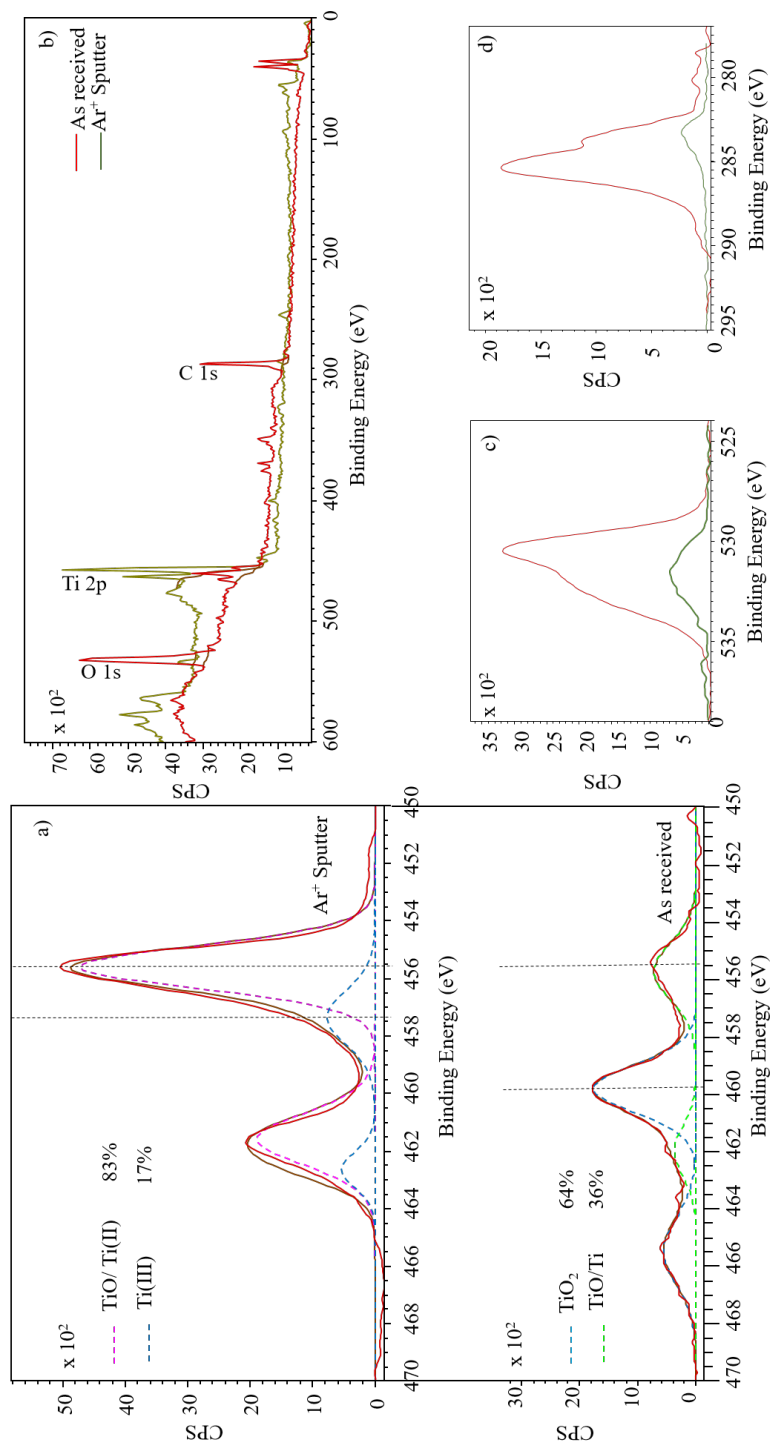 a)
x 10²
TiO/ Ti(II) 83%
Ti(III) 17%
Ar⁺ Sputter
CPS
50
40
30
20
10
0
470 468 466 464 462 460 458 456 454 452 450
Binding Energy (eV)
x 10²
TiO₂ 64%
TiO/Ti 36%
As received
CPS
30
20
10
0
470 468 466 464 462 460 458 456 454 452 450
Binding Energy (eV)
b)
x 10²
As received
Ar⁺ Sputter
O 1s
Ti 2p
C 1s
CPS
70
60
50
40
30
20
10
600 500 400 300 200 100 0
Binding Energy (eV)
c)
x 10²
CPS
35
30
25
20
15
10
5
0 535 530 525
Binding Energy (eV)
d)
x 10²
CPS
20
15
10
5
0
295 290 285 280
Binding Energy (eV)